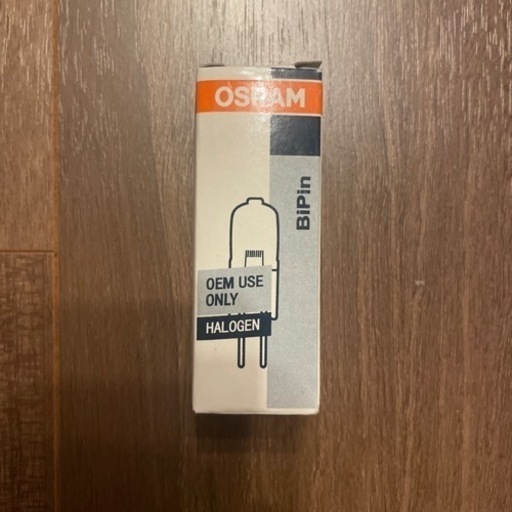 OSRAM
BiPin
OEM USE
ONLY
HALOGEN